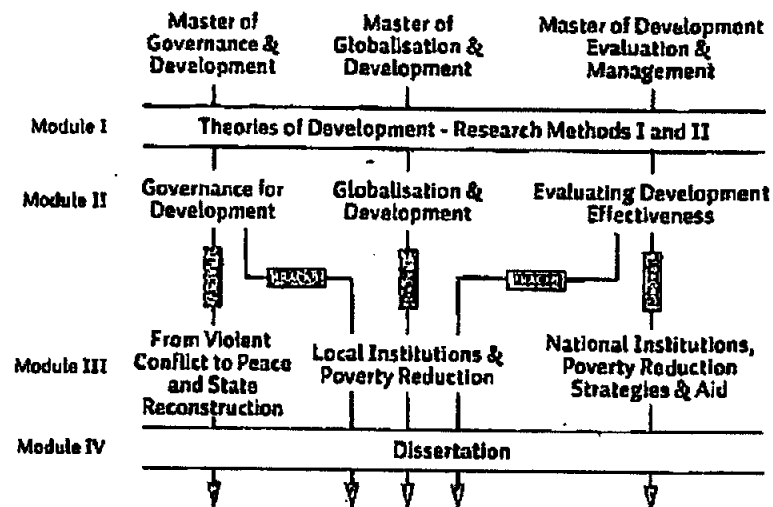 Master of
Governance &
Development
Master of
Globalisation &
Development
Master of Development
Evaluation &
Management
Module I
Theories of Development - Research Methods I and II
Module II
Governance for
Development
Globalisation &
Development
Evaluating Development
Effectiveness
Module III
From Violent
Conflict to Peace
and State
Reconstruction
Local Institutions &
Poverty Reduction
National Institutions,
Poverty Reduction
Strategies & Aid
Module IV
Dissertation